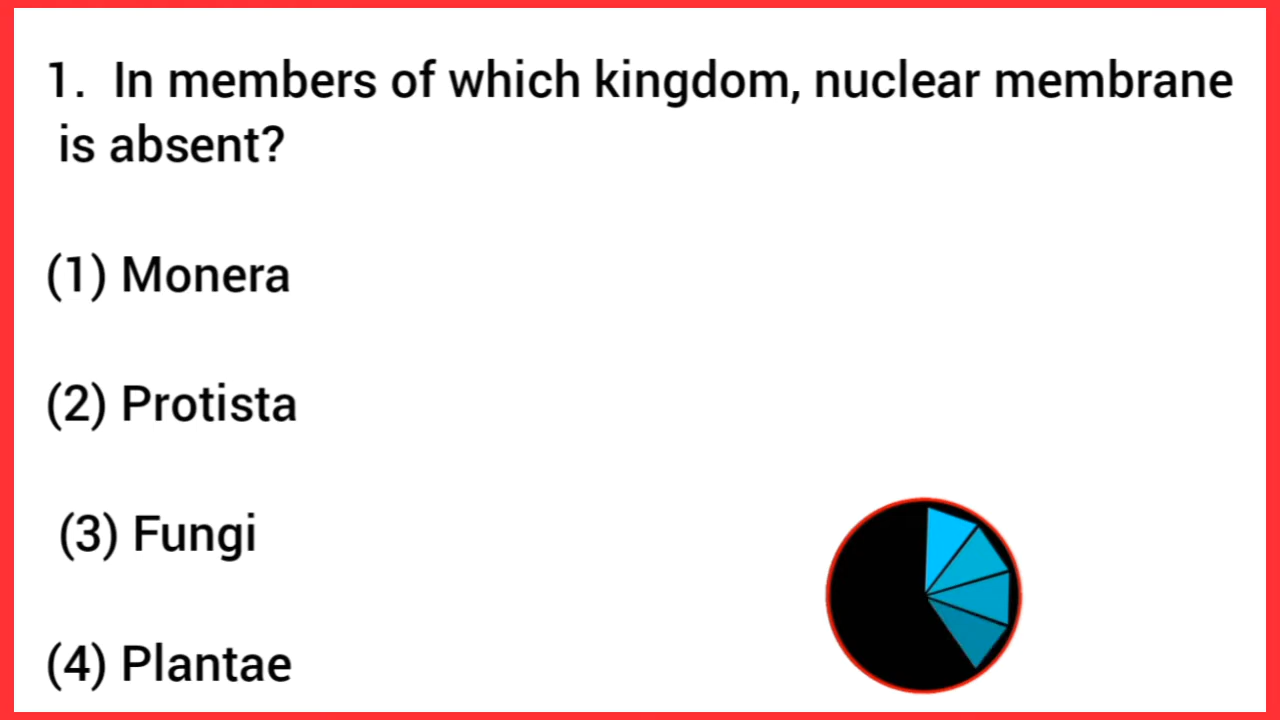 1. In members of which kingdom, nuclear membrane
is absent?
(1) Monera
(2) Protista
(3) Fungi
(4) Plantae